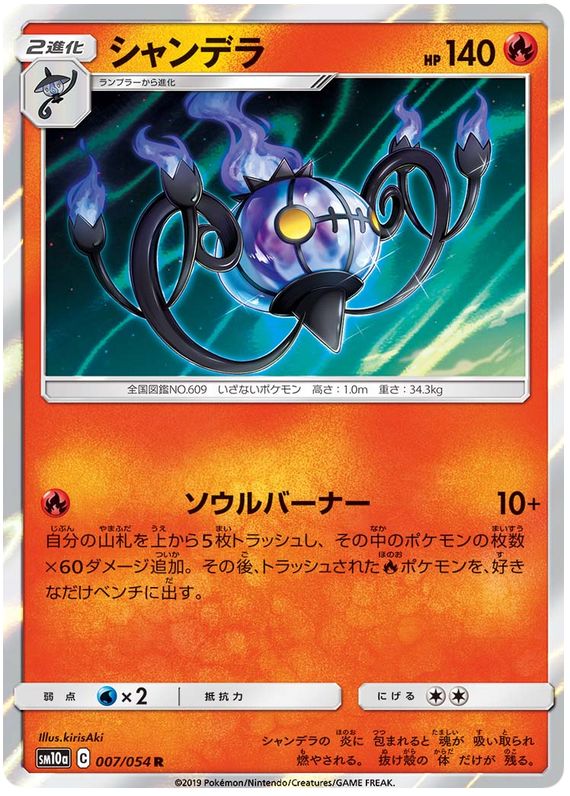 2進化 シャンデラ HP 140
ランプラーから進化
全国図鑑NO.609 いざないポケモン 高さ:1.0m 重さ:34.3kg
ソウルバーナー 10+
自分の山札を上から5枚トラッシュし、その中のポケモンの枚数
×60ダメージ追加。その後、トラッシュされたポケモンを、好き
なだけベンチに出す。
弱点 ×2 抵抗力 にげる
Illus.kirisAki
sm10a C 007/054 R
シャンデラの 炎に 包まれると 魂が 吸い取られ
燃やされる。 抜け殻の 体 だけが 残る。
©2019 Pokémon/Nintendo/Creatures/GAME FREAK.